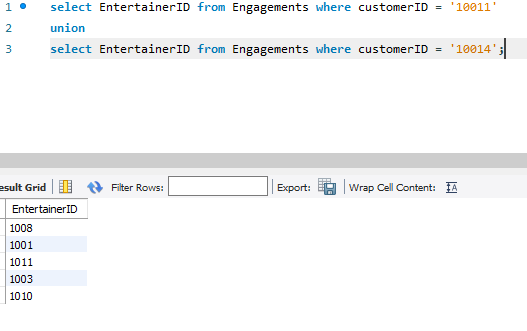 1 select EntertainerID from Engagements where customerID = '10011'
2 union
3 select EntertainerID from Engagements where customerID = '10014';
esult Grid Filter Rows: Export: Wrap Cell Content: IA
EntertainerID
1008
1001
1011
1003
1010